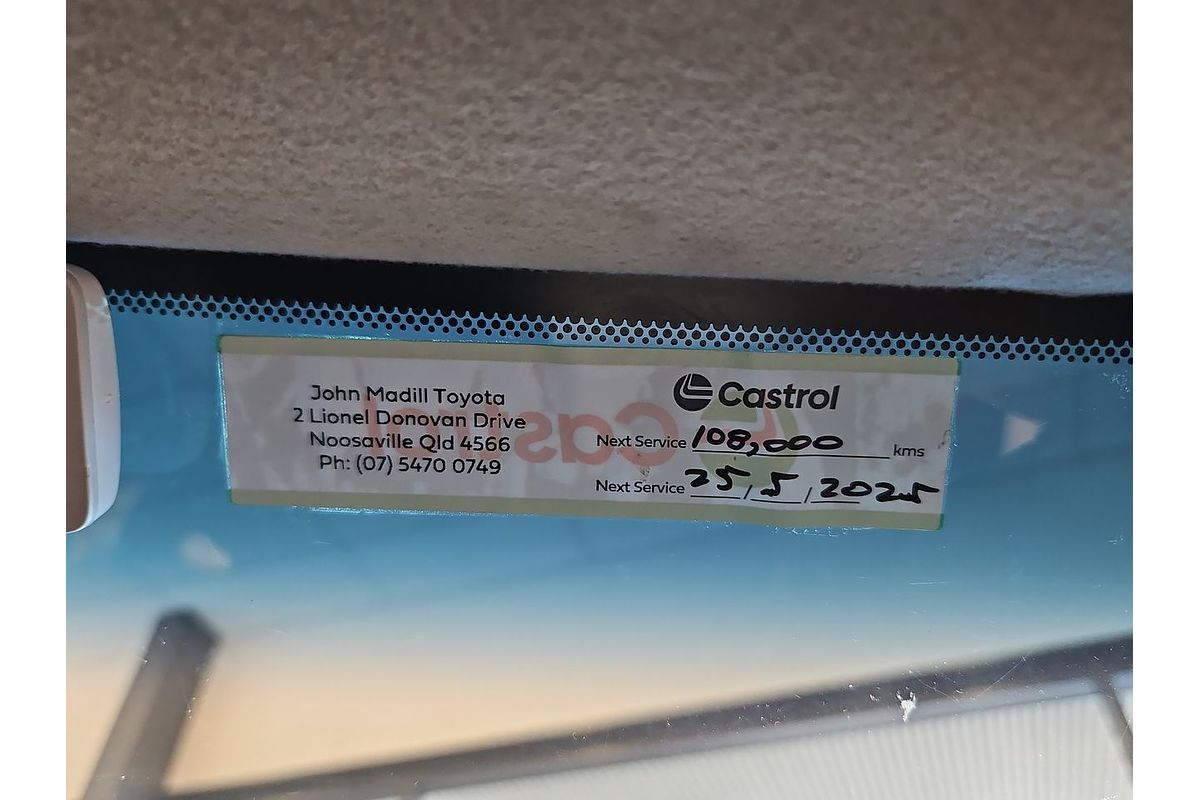 John Madill Toyota
2 Lionel Donovan Drive
Noosaville Qld 4566
Ph: (07) 5470 0749
Castrol
Next Service 108,000 kms
Next Service 25/5/2025
Castrol